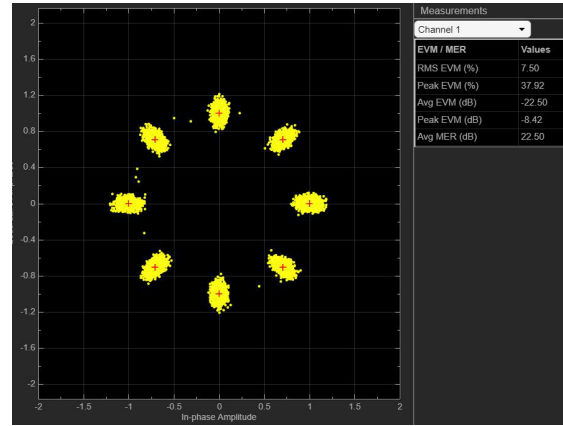 Measurements
Channel 1
EVM / MER Values
RMS EVM (%) 7.50
Peak EVM (%) 37.92
Avg EVM (dB) -22.50
Peak EVM (dB) -8.42
Avg MER (dB) 22.50
2
1.6
1.2
0.8
0.4
0
-0.4
-0.8
-1.2
-1.6
-2
-2 -1.5 -1 -0.5 0 0.5 1 1.5 2
In-phase Amplitude